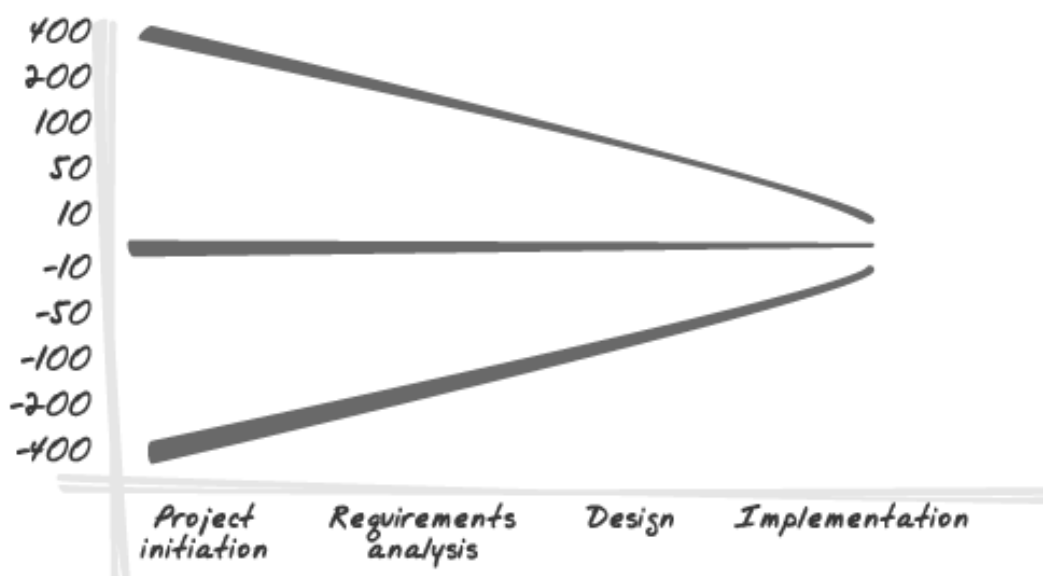 400
200
100
50
10
-10
-50
-100
-200
-400
Project
initiation
Requirements
analysis
Design
Implementation